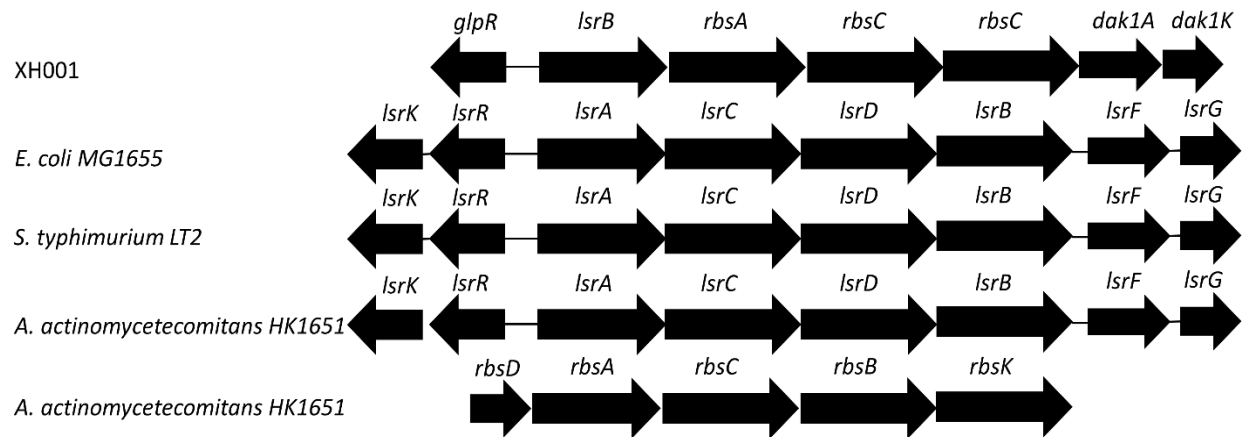 glpR lsrB rbsA rbsC rbsC dak1A dak1K
XH001
lsrK lsrR lsrA lsrC lsrD lsrB lsrF lsrG
E. coli MG1655
lsrK lsrR lsrA lsrC lsrD lsrB lsrF lsrG
S. typhimurium LT2
lsrK lsrR lsrA lsrC lsrD lsrB lsrF lsrG
A. actinomycetecomitans HK1651
rbsD rbsA rbsC rbsB rbsK
A. actinomycetecomitans HK1651